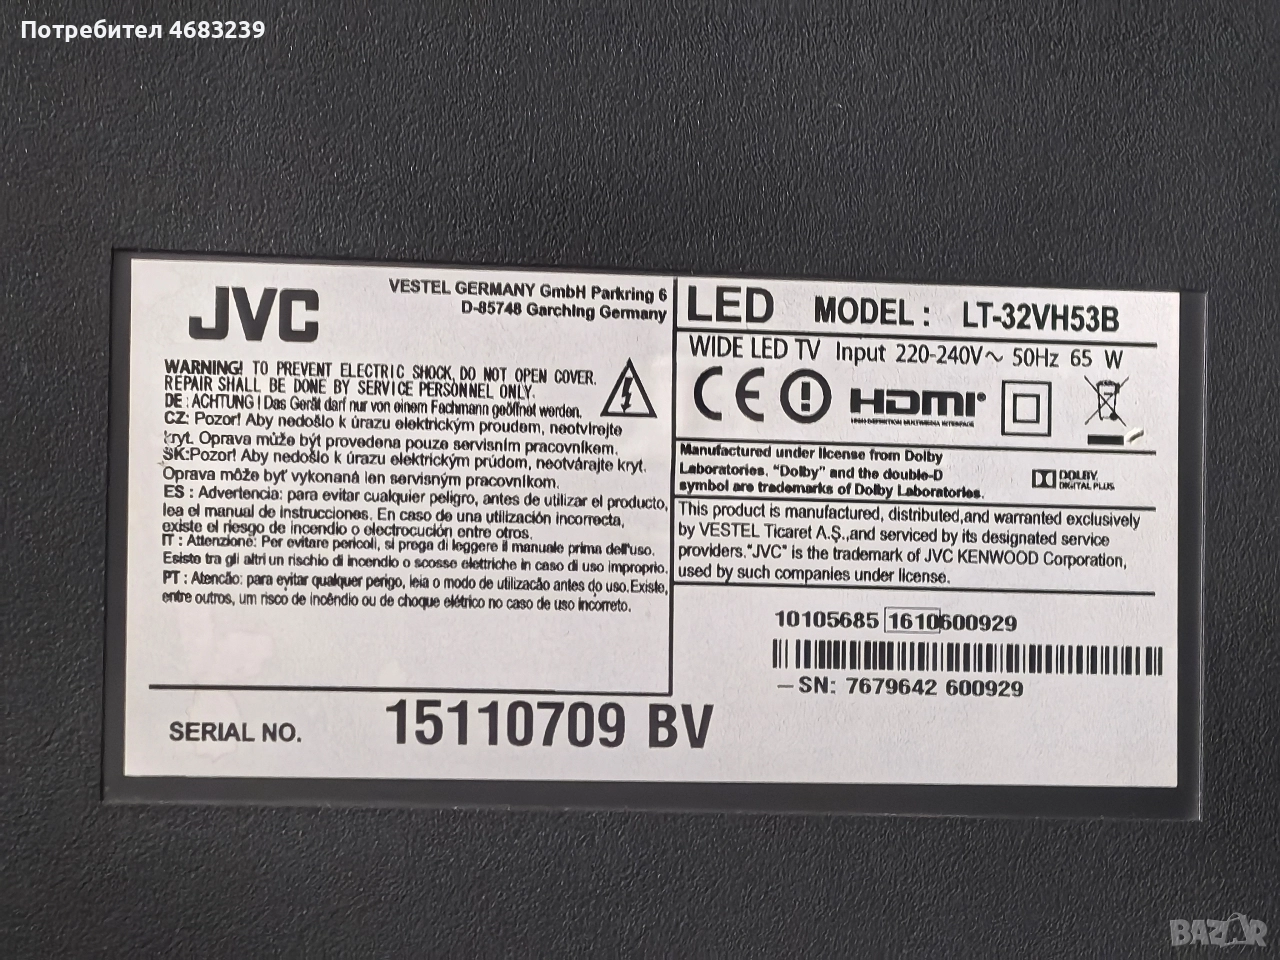 Потребител 4683239
JVC
VESTEL GERMANY GmbH Parkring 6
D-85748 Garching Germany
WARNING! TO PREVENT ELECTRIC SHOCK, DO NOT OPEN COVER.
REPAIR SHALL BE DONE BY SERVICE PERSONNEL ONLY.
DE : ACHTUNG ! Das Gerät darf nur von einem Fachmann geöffnet werden.
CZ: Pozor! Aby nedošlo k úrazu elektrickým proudem, neotvírejte
kryt. Oprava může být provedena pouze servisním pracovníkem.
SK:Pozor! Aby nedošlo k úrazu elektrickým prúdom, neotvárajte kryt.
Oprava môže byť vykonaná len servisným pracovníkom.
ES : Advertencia: para evitar cualquier peligro, antes de utilizar el producto,
lea el manual de instrucciones. En caso de una utilización incorrecta,
existe el riesgo de incendio o electrocución entre otros.
IT : Attenzione: Per evitare pericoli, si prega di leggere il manuale prima dell'uso.
Esiste tra gli altri un rischio di incendio o scosse elettriche in caso di uso improprio.
PT : Atencão: para evitar qualquer perigo, leia o modo de utilizacão antes do uso.Existe,
entre outros, um risco de incêndio ou de choque elétrico no caso de uso incorreto.
SERIAL NO. 15110709 BV
LED MODEL : LT-32VH53B
WIDE LED TV Input 220-240V~ 50Hz 65 W
CE HDMI
HIGH-DEFINITION MULTIMEDIA INTERFACE
Manufactured under license from Dolby
Laboratories. "Dolby" and the double-D
symbol are trademarks of Dolby Laboratories.
DOLBY
DIGITAL PLUS
This product is manufactured, distributed,and warranted exclusively
by VESTEL Ticaret A.Ş.,and serviced by its designated service
providers."JVC" is the trademark of JVC KENWOOD Corporation,
used by such companies under license.
10105685 1610600929
–SN: 7679642 600929
BAZAR